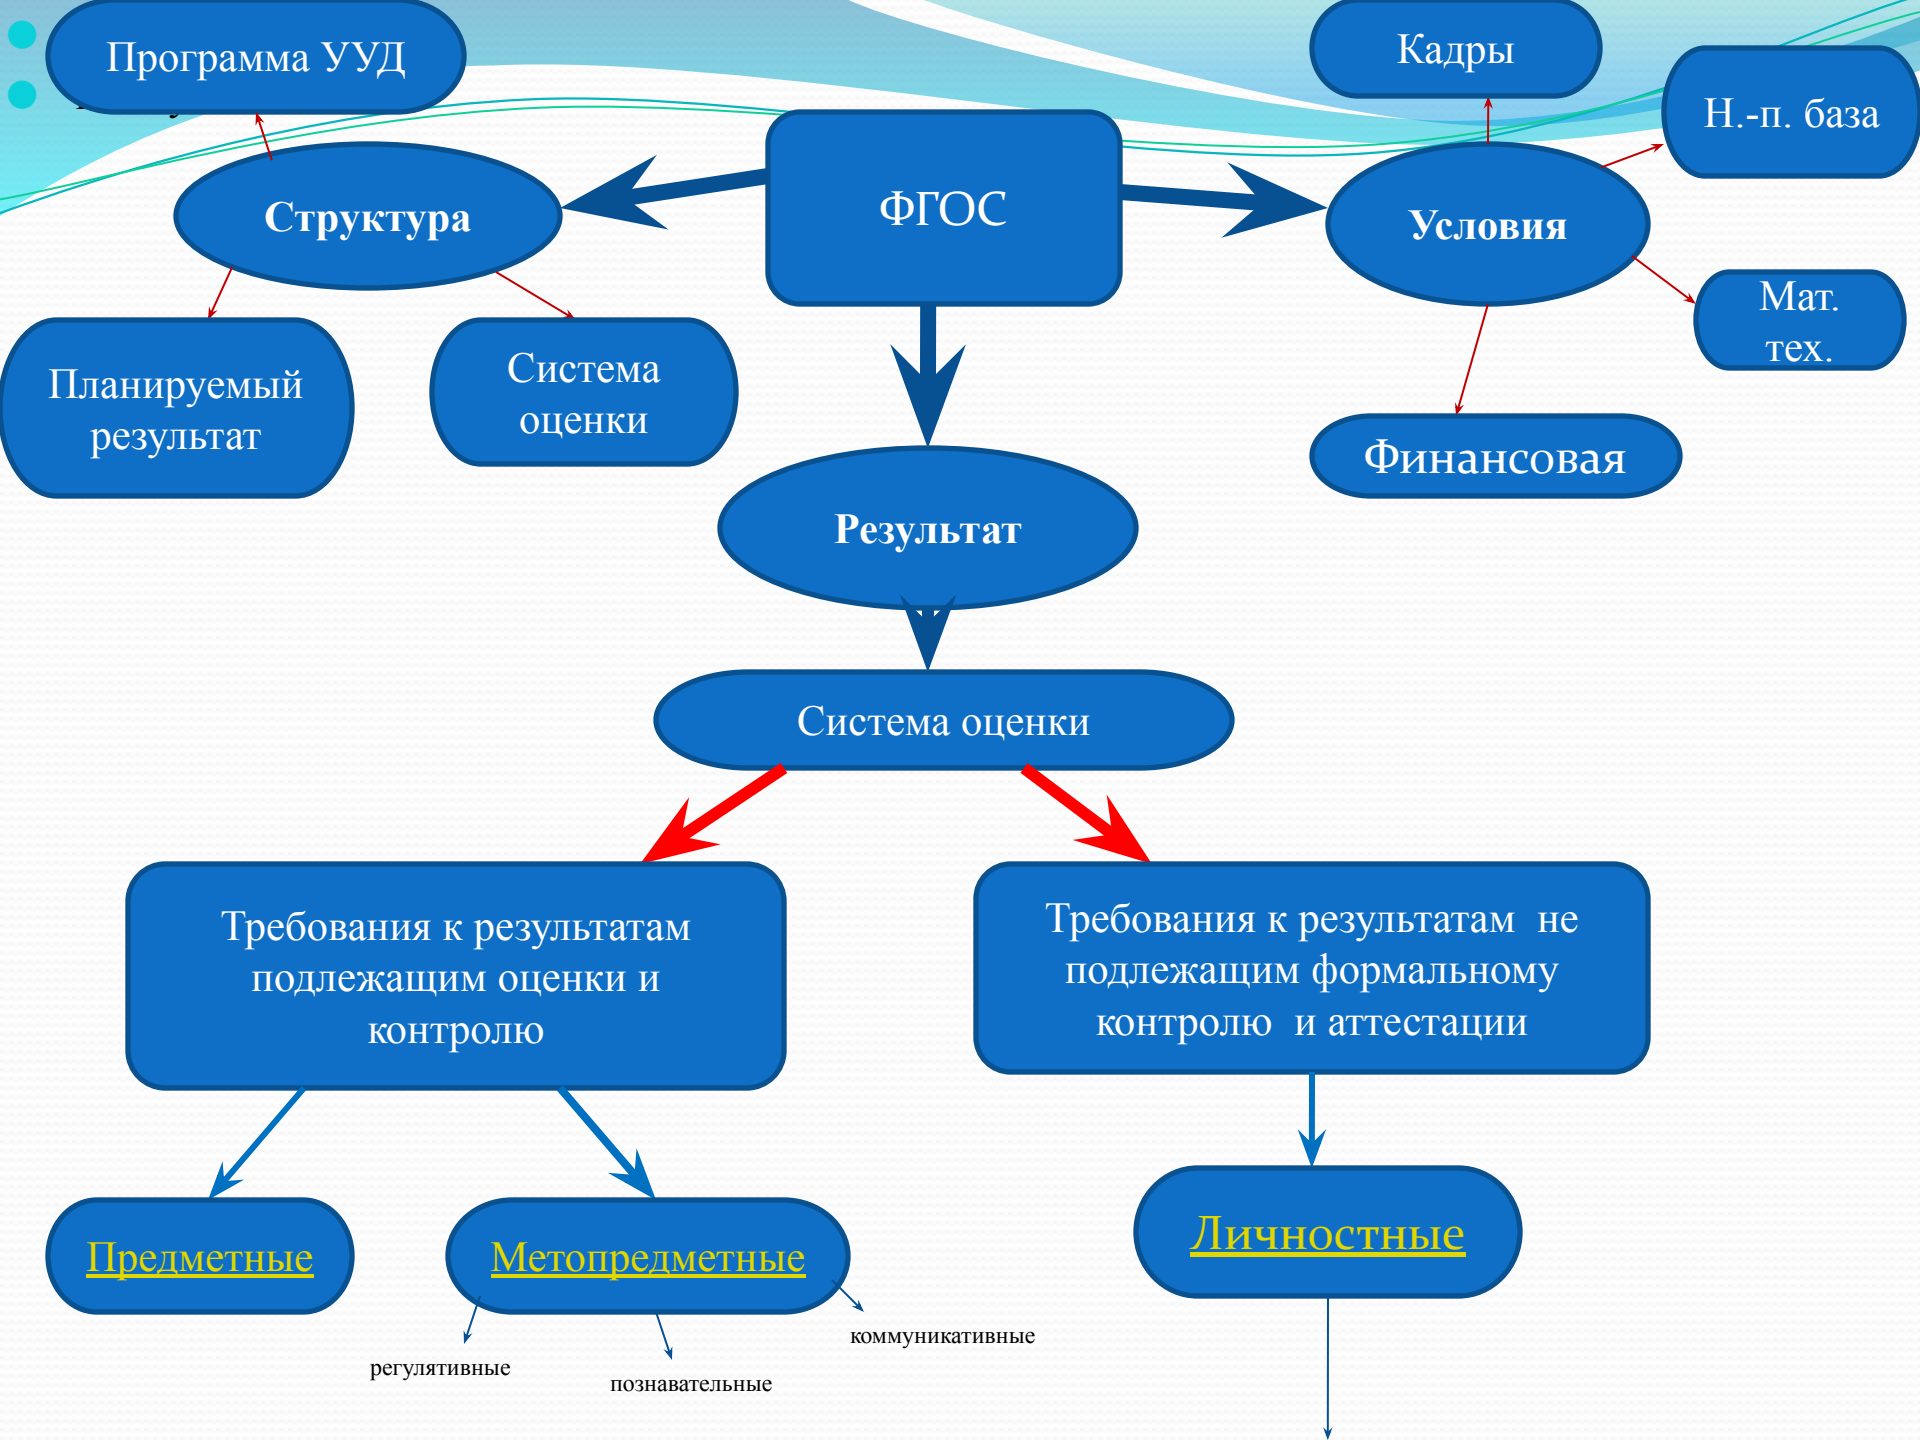 Программа УУД
Кадры
Н.-п. база
ФГОС
Структура
Условия
Мат.
тех.
Планируемый
результат
Система
оценки
Финансовая
Результат
Система оценки
Требования к результатам
подлежащим оценки и
контролю
Требования к результатам  не
подлежащим формальному
контролю  и аттестации
Предметные
Метопредметные
Личностные
коммуникативные
регулятивные
познавательные